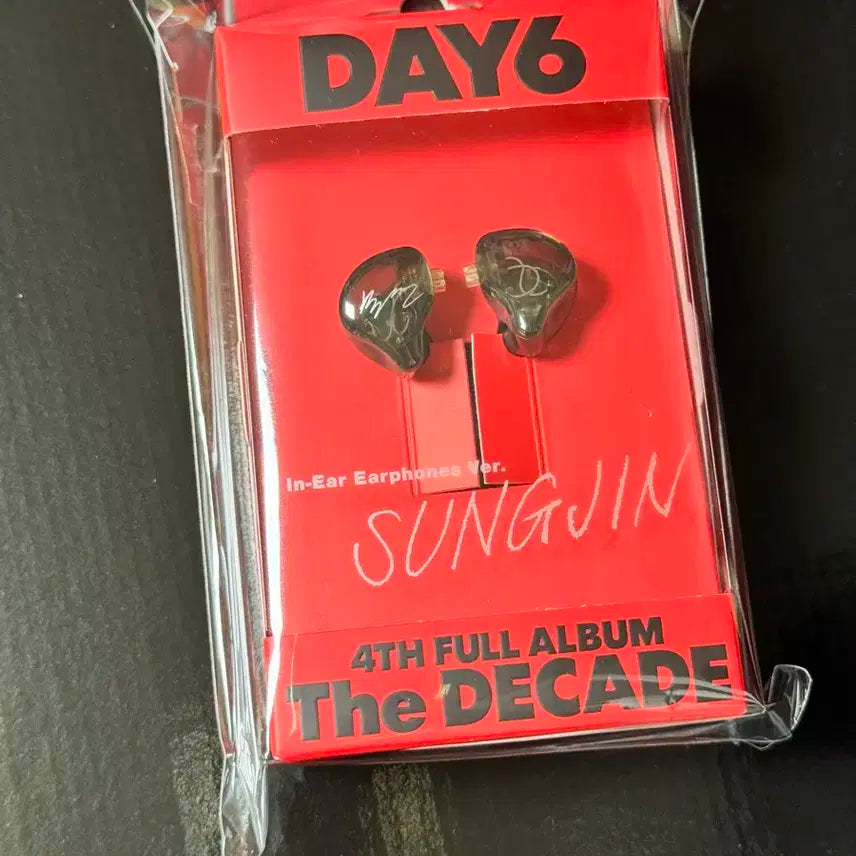 DAY6
In-Ear Earphones Ver.
SUNGJIN
4TH FULL ALBUM
The DECADE